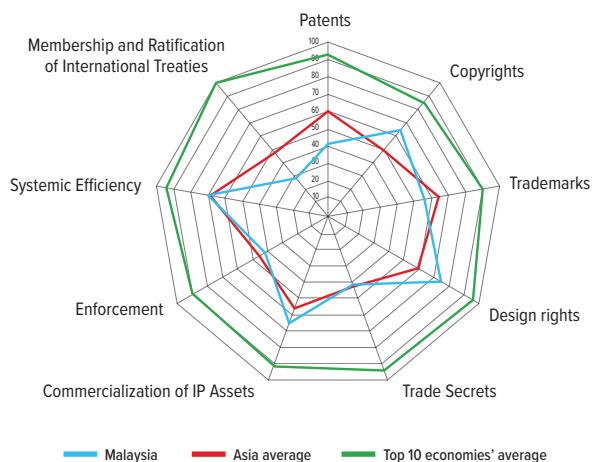 Patents
Membership and Ratification
of International Treaties
Copyrights
100
90
80
70
60
50
40
30
20
10
Systemic Efficiency
Trademarks
Enforcement
Design rights
Commercialization of IP Assets
Trade Secrets
Malaysia
Asia average
Top 10 economies' average